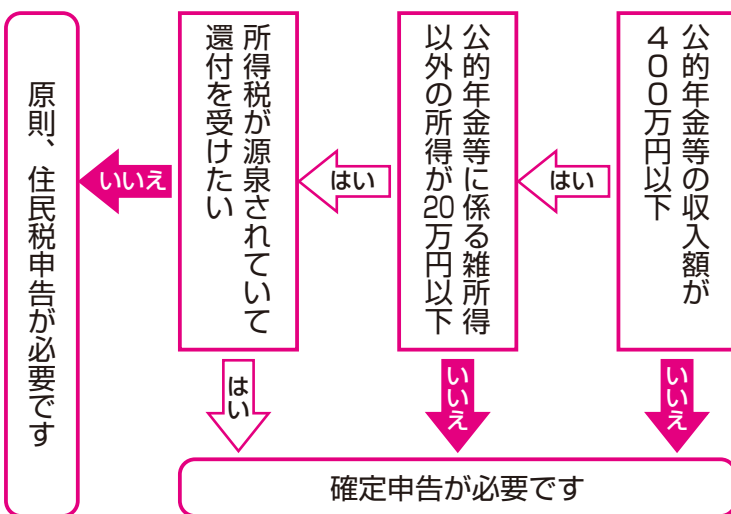 公的年金等の収入額が
４００万円以下
はい
いいえ
公的年金等に係る雑所得
以外の所得が20万円以下
はい
いいえ
所得税が源泉されていて
還付を受けたい
いいえ
はい
原則、住民税申告が必要です
確定申告が必要です